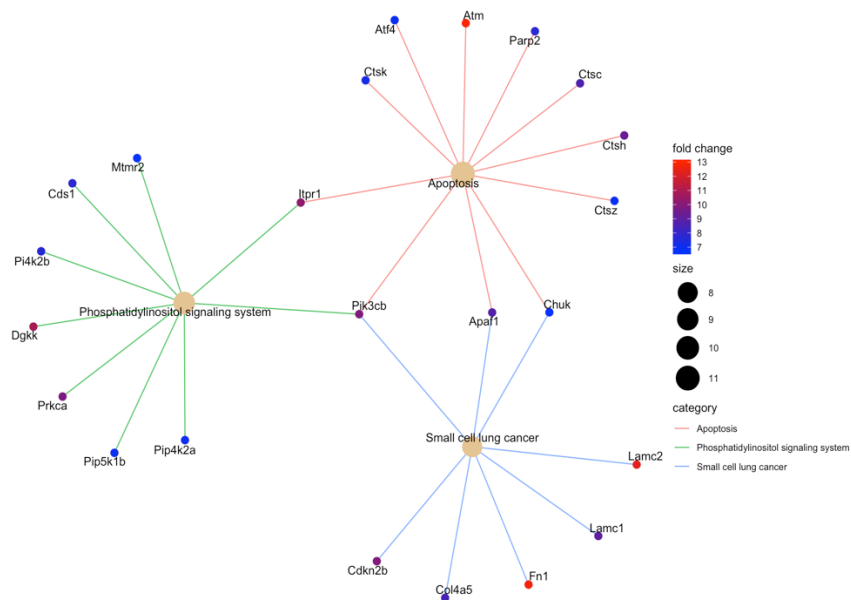 Atf4
Atm
Parp2
Ctsk
Ctsc
Ctsh
Mtmr2
Cds1
Itpr1
Apoptosis
Ctsz
Pi4k2b
Phosphatidylinositol signaling system
Pik3cb
Apaf1
Chuk
Dgkk
Prkca
Pip5k1b
Pip4k2a
Small cell lung cancer
Lamc2
Lamc1
Cdkn2b
Col4a5
Fn1
fold change
13
12
11
10
9
8
7
size
8
9
10
11
category
Apoptosis
Phosphatidylinositol signaling system
Small cell lung cancer